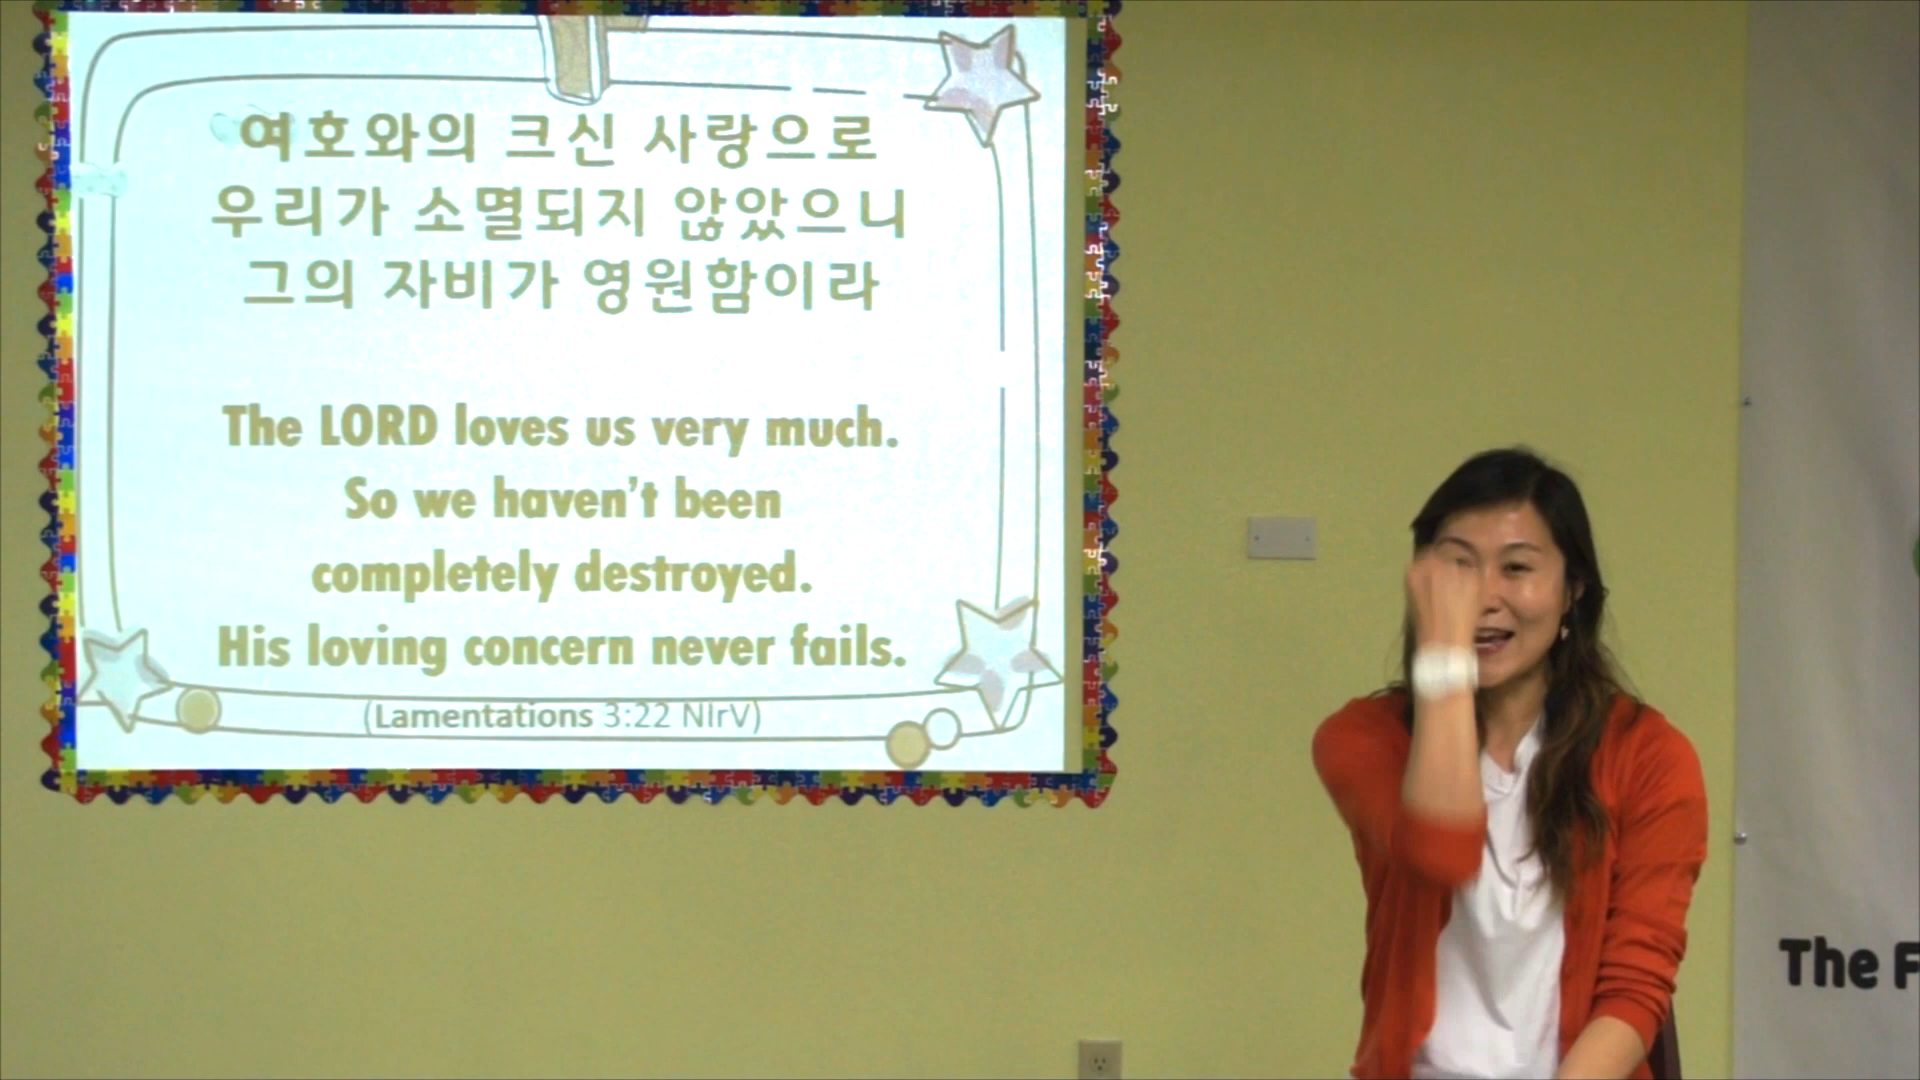 여호와의 크신 사랑으로
우리가 소멸되지 않았으니
그의 자비가 영원함이라
The LORD loves us very much.
So we haven't been
completely destroyed.
His loving concern never fails.
(Lamentations 3:22 NIrV)
The F